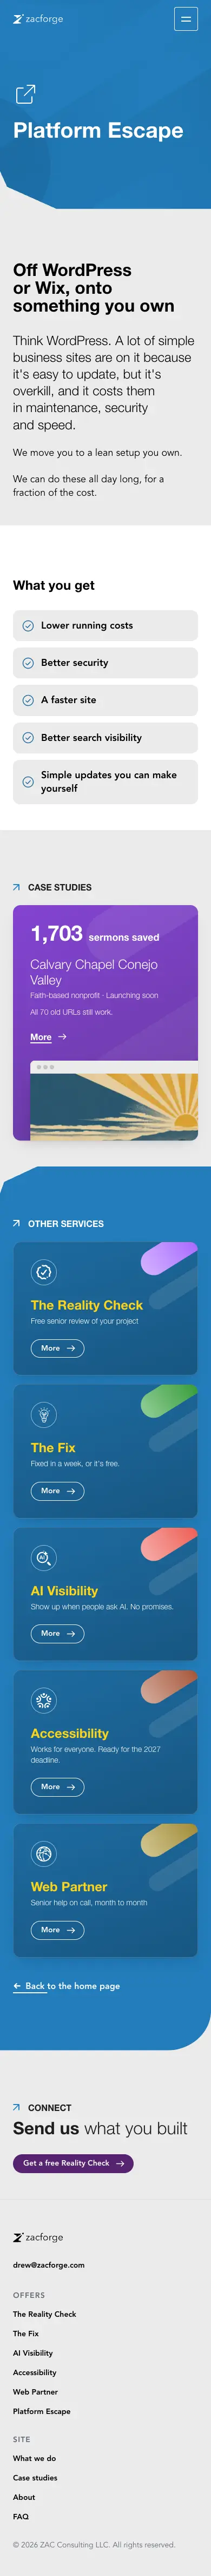 zacforge
Platform Escape
Off WordPress
or Wix, onto
something you own
Think WordPress. A lot of simple
business sites are on it because
it's easy to update, but it's
overkill, and it costs them
in maintenance, security
and speed.
We move you to a lean setup you own.
We can do these all day long, for a
fraction of the cost.
What you get
Lower running costs
Better security
A faster site
Better search visibility
Simple updates you can make
yourself
CASE STUDIES
1,703 sermons saved
Calvary Chapel Conejo
Valley
Faith-based nonprofit · Launching soon
All 70 old URLs still work.
More
OTHER SERVICES
The Reality Check
Free senior review of your project
More
The Fix
Fixed in a week, or it's free.
More
AI
AI Visibility
Show up when people ask AI. No promises.
More
Accessibility
Works for everyone. Ready for the 2027
deadline.
More
Web Partner
Senior help on call, month to month
More
Back to the home page
CONNECT
Send us what you built
Get a free Reality Check
zacforge
drew@zacforge.com
OFFERS
The Reality Check
The Fix
AI Visibility
Accessibility
Web Partner
Platform Escape
SITE
What we do
Case studies
About
FAQ
© 2026 ZAC Consulting LLC. All rights reserved.